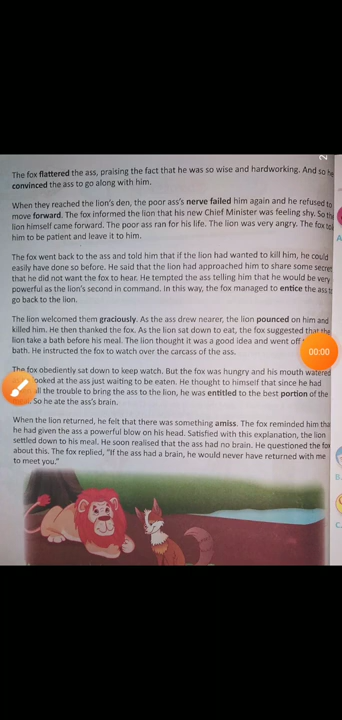 2
The fox flattered the ass, praising the fact that he was so wise and hardworking. And so he
convinced the ass to go along with him.
When they reached the lion's den, the poor ass's nerve failed him again and he refused to
move forward. The fox informed the lion that his new Chief Minister was feeling shy. So the
lion himself came forward. The poor ass ran for his life. The lion was very angry. The fox told
him to be patient and leave it to him.
The fox went back to the ass and told him that if the lion had wanted to kill him, he could
easily have done so before. He said that the lion had approached him to share some secret
that he did not want the fox to hear. He tempted the ass telling him that he would be very
powerful as the lion's second in command. In this way, the fox managed to entice the ass to
go back to the lion.
The lion welcomed them graciously. As the ass drew nearer, the lion pounced on him and
killed him. He then thanked the fox. As the lion sat down to eat, the fox suggested that the
lion take a bath before his meal. The lion thought it was a good idea and went off
bath. He instructed the fox to watch over the carcass of the ass.
00:00
The fox obediently sat down to keep watch. But the fox was hungry and his mouth watered
looked at the ass just waiting to be eaten. He thought to himself that since he had
all the trouble to bring the ass to the lion, he was entitled to the best portion of the
So he ate the ass's brain.
When the lion returned, he felt that there was something amiss. The fox reminded him that
he had given the ass a powerful blow on his head. Satisfied with this explanation, the lion
settled down to his meal. He soon realised that the ass had no brain. He questioned the fox
about this. The fox replied, "If the ass had a brain, he would never have returned with me
to meet you."
A
B.
C.